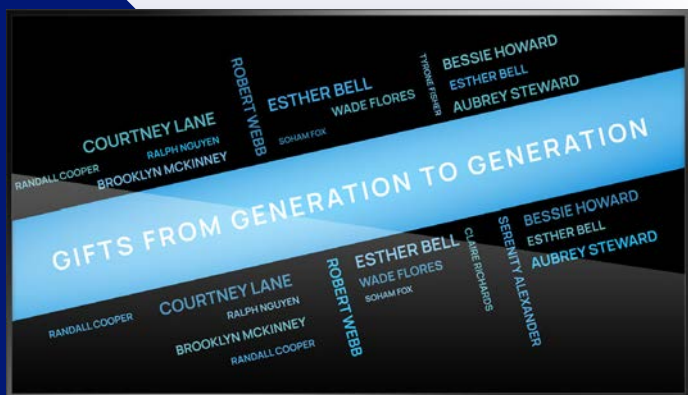 RANDALL COOPER
COURTNEY LANE
RALPH NGUYEN
BROOKLYN MCKINNEY
ROBERT WEBB
ESTHER BELL
WADE FLORES
SOHAM FOX
TYRONE FISHER
BESSIE HOWARD
ESTHER BELL
AUBREY STEWARD
GIFTS FROM GENERATION TO GENERATION
RANDALL COOPER
COURTNEY LANE
RALPH NGUYEN
BROOKLYN MCKINNEY
RANDALL COOPER
ROBERT WEBB
ESTHER BELL
WADE FLORES
SOHAM FOX
CLAIRE RICHARDS
SERENITY ALEXANDER
BESSIE HOWARD
ESTHER BELL
AUBREY STEWARD